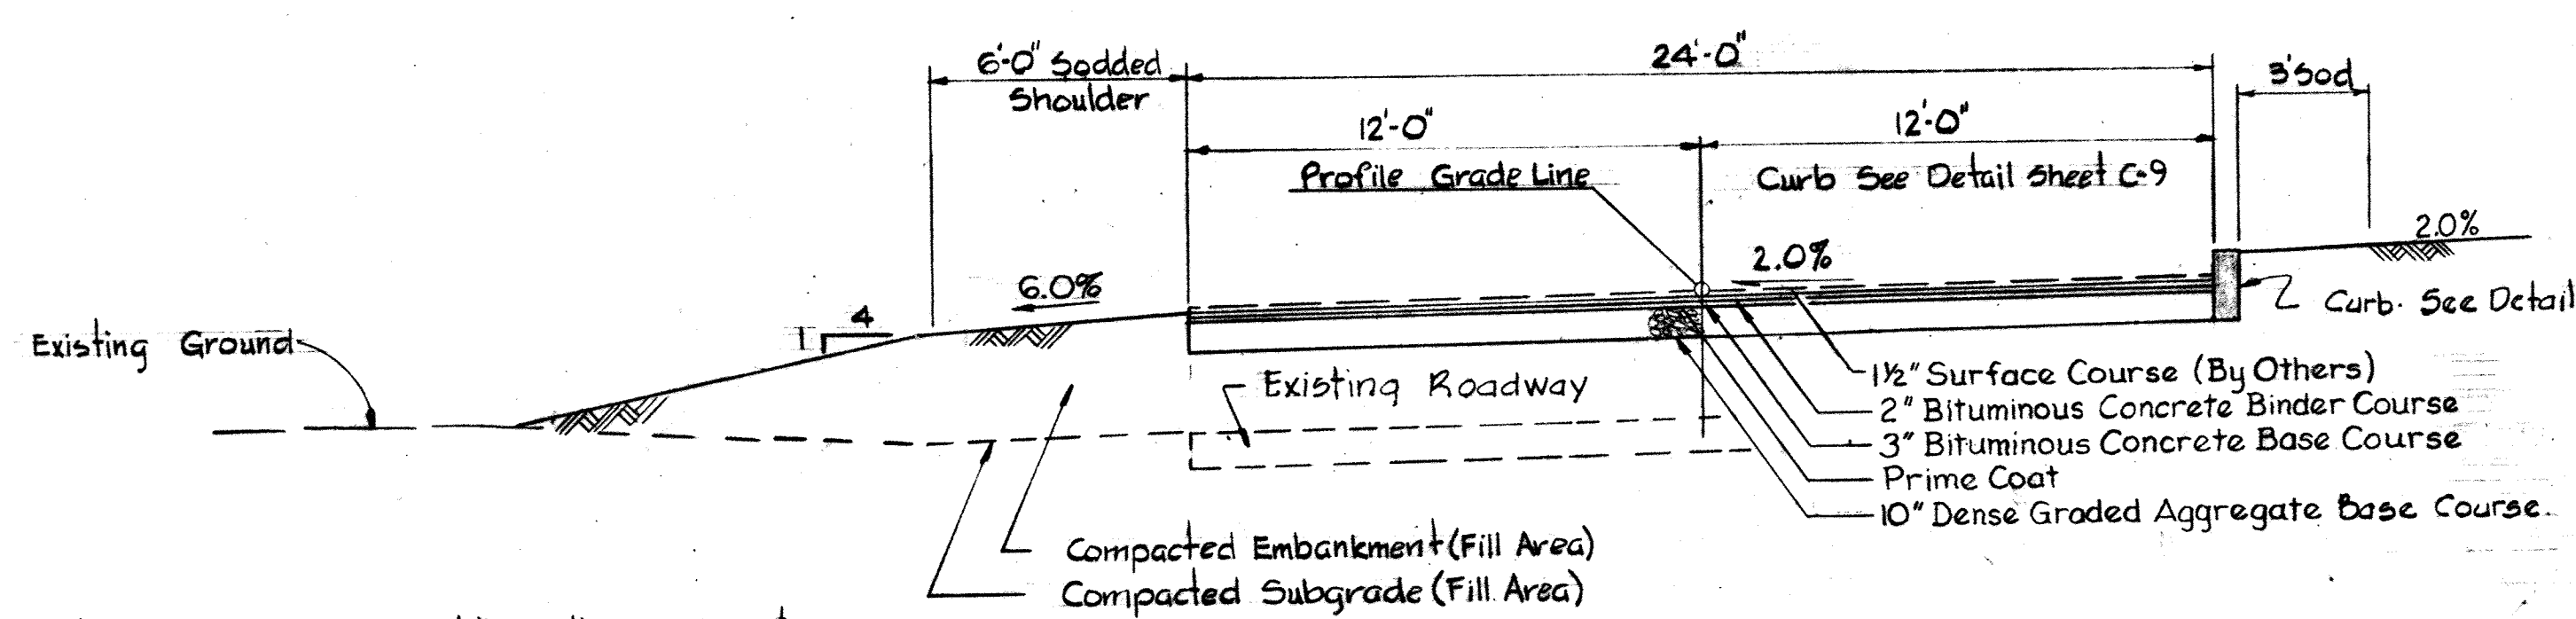 6'-0" Sodded
Shoulder
24'-0"
3' Sod
12'-0"
12'-0"
Profile Grade Line
Curb See Detail Sheet C-9
2.0%
2.0%
6.0%
1
4
Existing Ground
Curb. See Detail
Existing Roadway
1½" Surface Course (By Others)
2" Bituminous Concrete Binder Course
3" Bituminous Concrete Base Course
Prime Coat
10" Dense Graded Aggregate Base Course.
Compacted Embankment (Fill Area)
Compacted Subgrade (Fill Area)